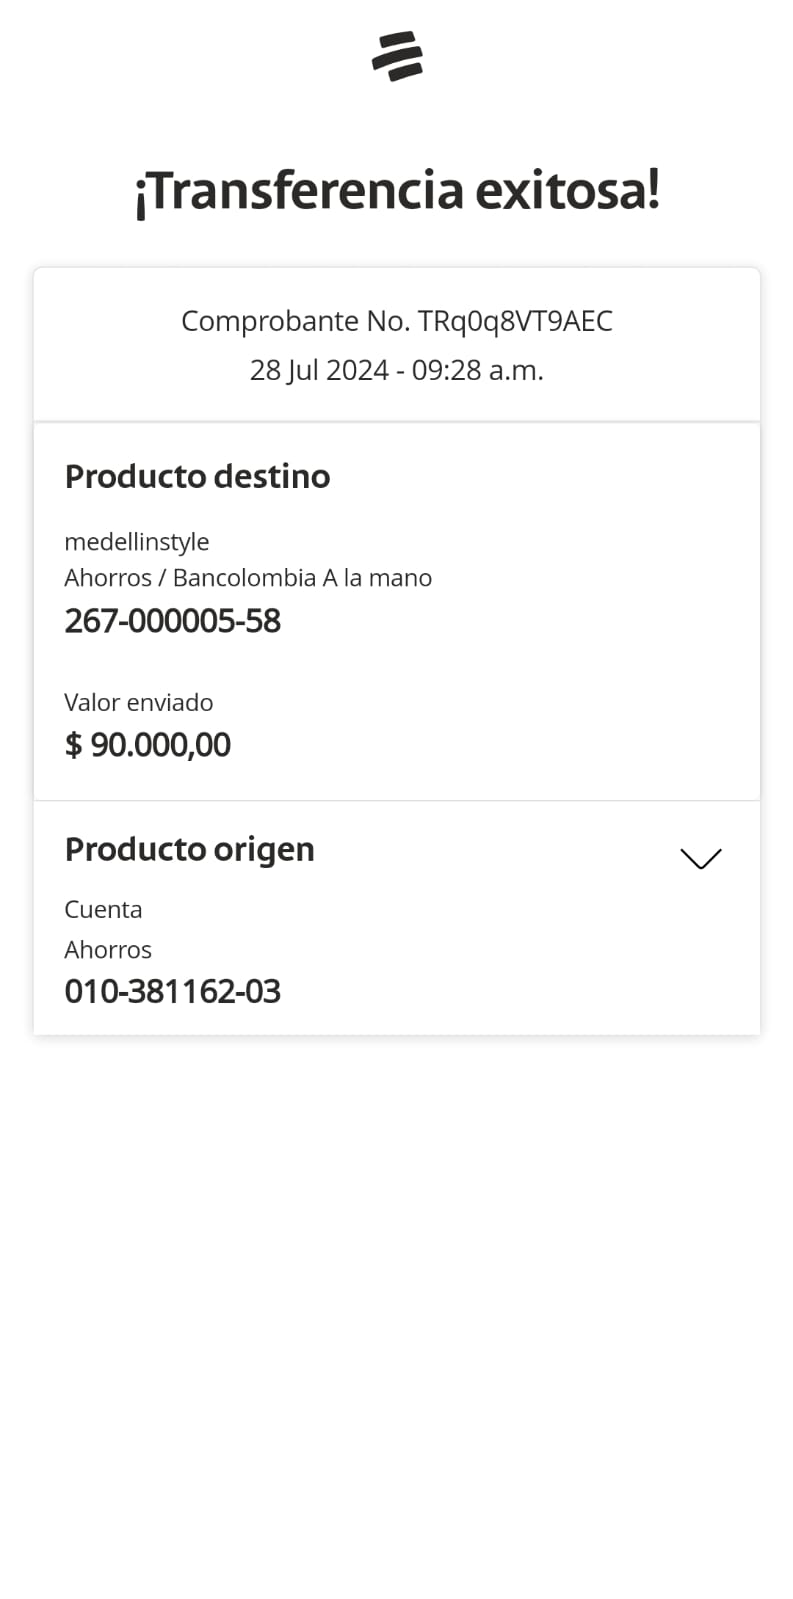 ¡Transferencia exitosa!
Comprobante No. TRq0q8VT9AEC
28 Jul 2024 - 09:28 a.m.
Producto destino
medellinstyle
Ahorros / Bancolombia A la mano
267-000005-58
Valor enviado
$ 90.000,00
Producto origen
Cuenta
Ahorros
010-381162-03